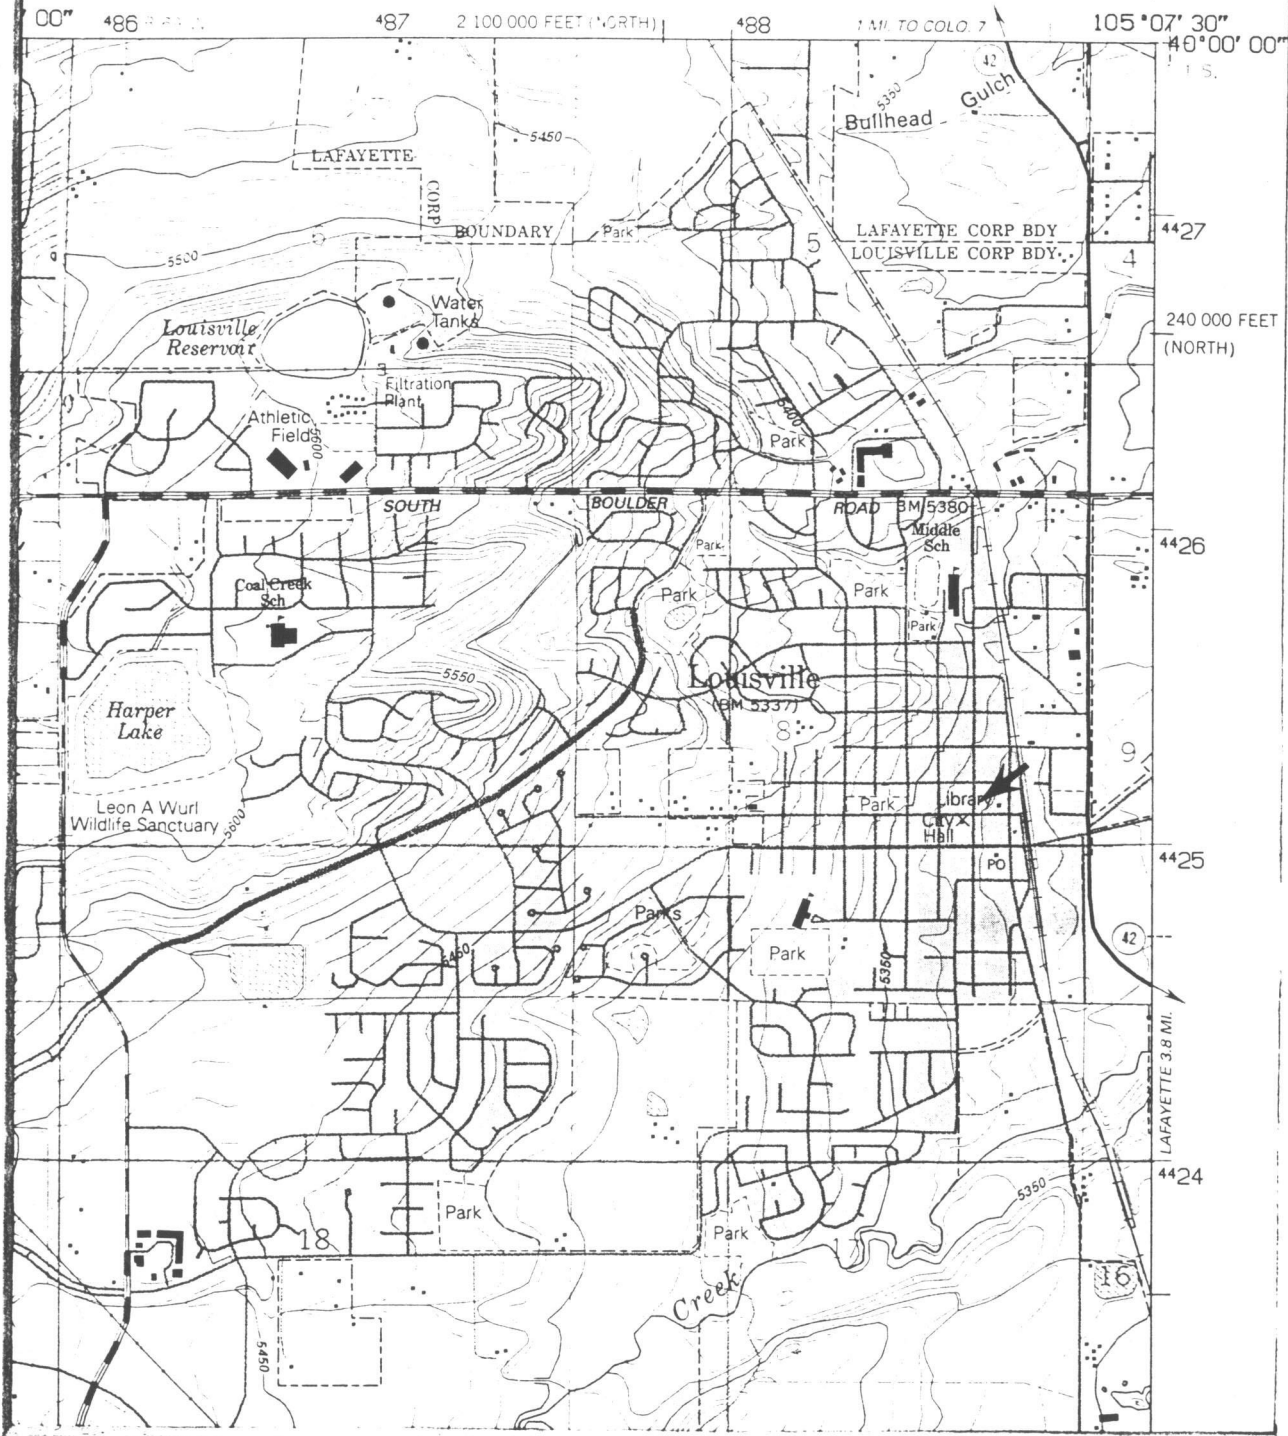 00"
486
487
2 100 000 FEET (NORTH)
488
1 MI. TO COLO. 7
105°07'30"
40°00'00"
42
5350
Gulch
Bullhead
5450
LAFAYETTE
CORP
BOUNDARY
Park
5
LAFAYETTE CORP BDY
LOUISVILLE CORP BDY
4427
4
5500
Water
Tanks
Louisville
Reservoir
240 000 FEET
(NORTH)
Filtration
Plant
Athletic
Field
5600
5400
Park
SOUTH
BOULDER
ROAD
BM 5380
Middle
Sch
4426
Park
Coal Creek
Sch
Park
Park
Park
5550
Louisville
(BM 5337)
8
Harper
Lake
9
Leon A Wurl
Wildlife Sanctuary
5600
Park
Library
City
Hall
4425
PO
Parks
Park
5350
5450
42
LAFAYETTE 3.8 MI.
4424
5350
Park
Park
18
17
16
Creek
5450